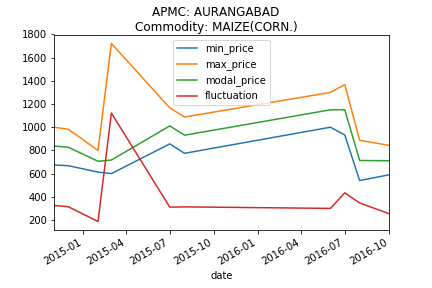 APMC: AURANGABAD
Commodity: MAIZE(CORN.)
min_price
max_price
modal_price
fluctuation
1800
1600
1400
1200
1000
800
600
400
200
2015-01
2015-04
2015-07
2015-10
2016-01
2016-04
2016-07
2016-10
date